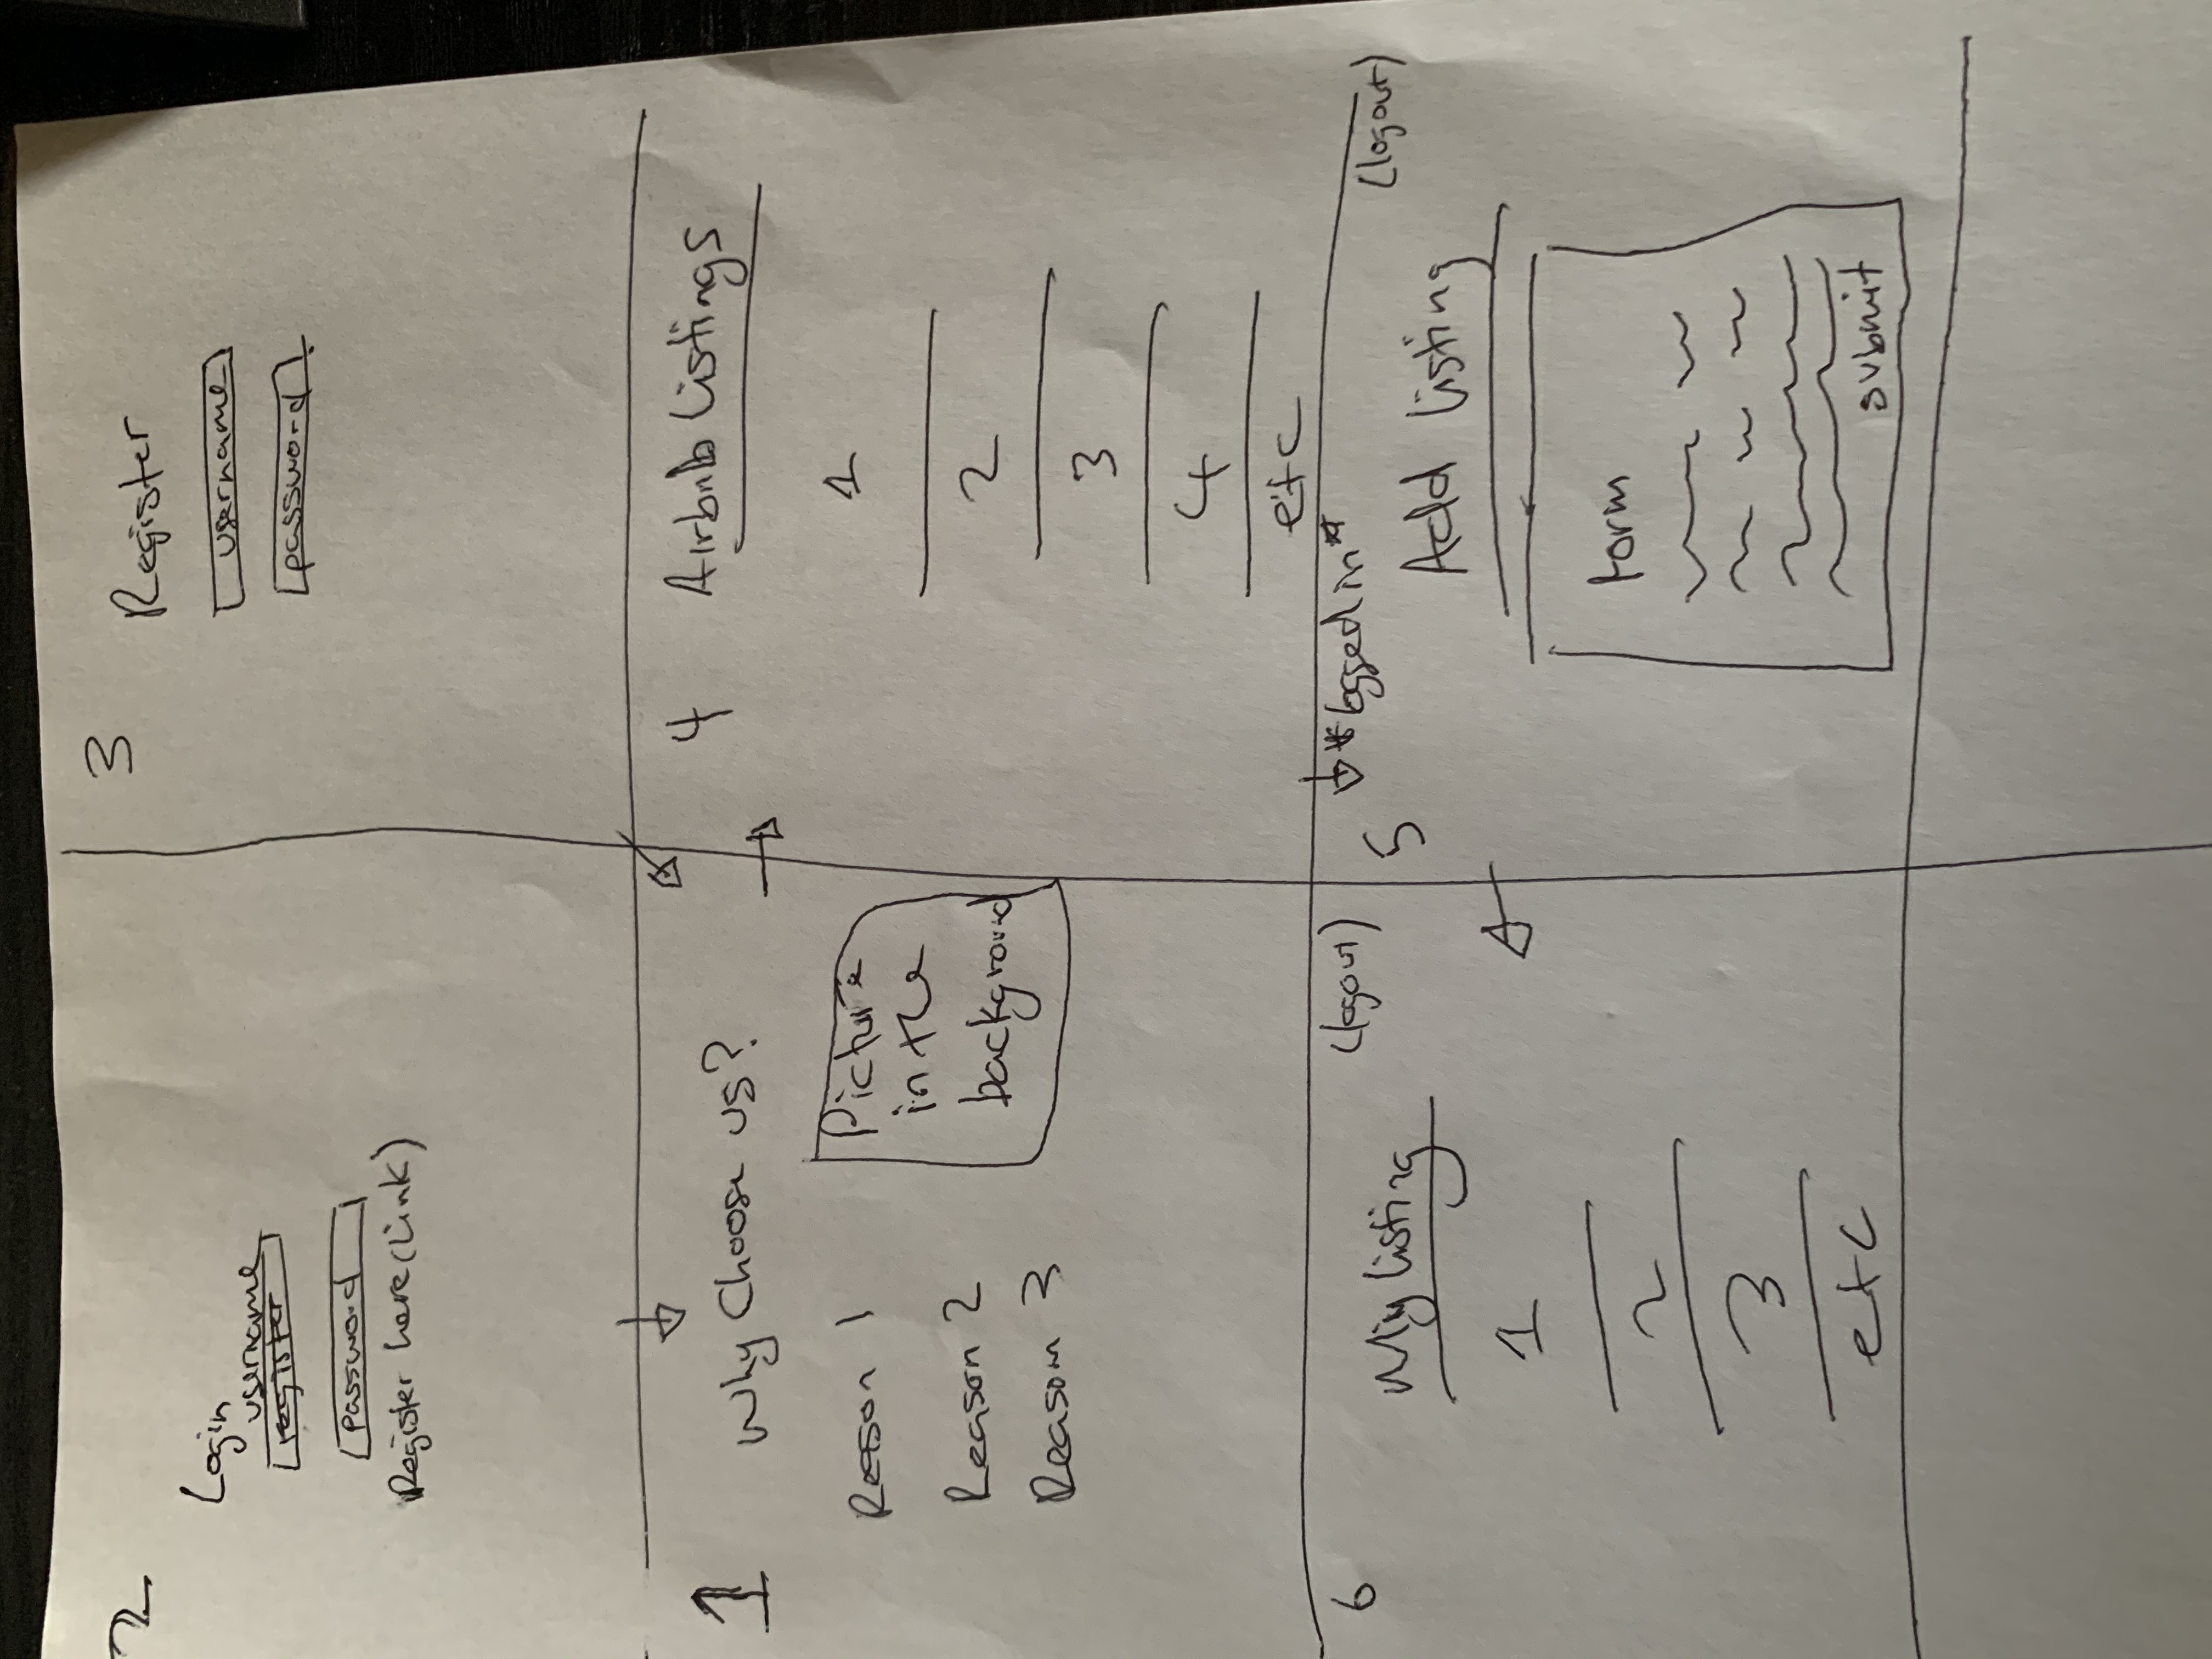 2
Login
username
register
password
Register here (Link)
3
Register
username
password
1
Why Choose us?
Reason 1
Reason 2
Reason 3
Picture
in the
background
4
Airbnb Listings
1
2
3
4
etc
6
(logout)
My listing
1
2
3
etc
*logged in*
5
(logout)
Add listing
form
submit